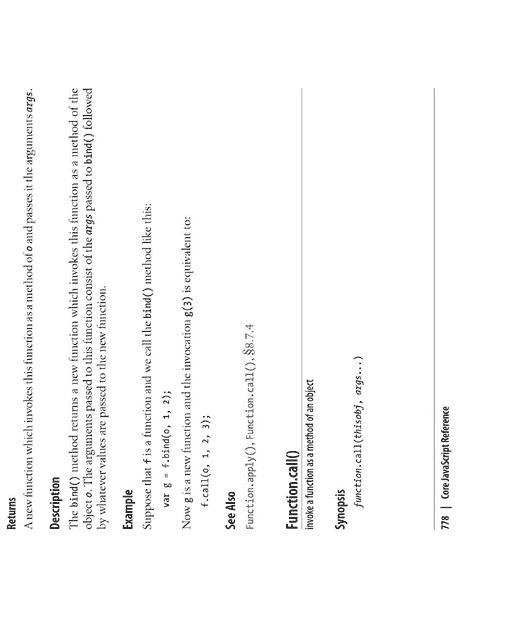 Returns
A new function which invokes this function as a method of o and passes it the arguments args.
Description
The bind() method returns a new function which invokes this function as a method of the
object o. The arguments passed to this function consist of the args passed to bind() followed
by whatever values are passed to the new function.
Example
Suppose that f is a function and we call the bind() method like this:
var g = f.bind(o, 1, 2);
Now g is a new function and the invocation g(3) is equivalent to:
f.call(o, 1, 2, 3);
See Also
Function.apply(), Function.call(), §8.7.4
Function.call()
invoke a function as a method of an object
Synopsis
function.call(thisobj, args...)
778 | Core JavaScript Reference